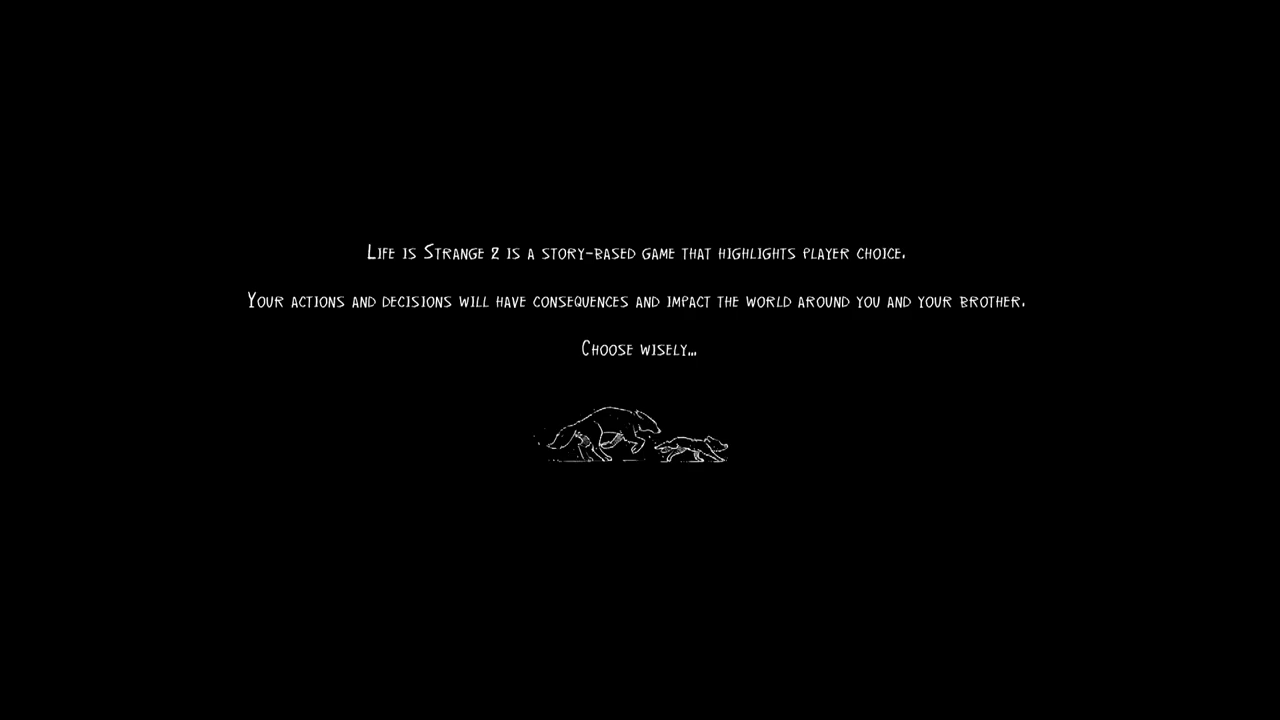 Life is Strange 2 is a story-based game that highlights player choice.
Your actions and decisions will have consequences and impact the world around you and your brother.
Choose wisely...